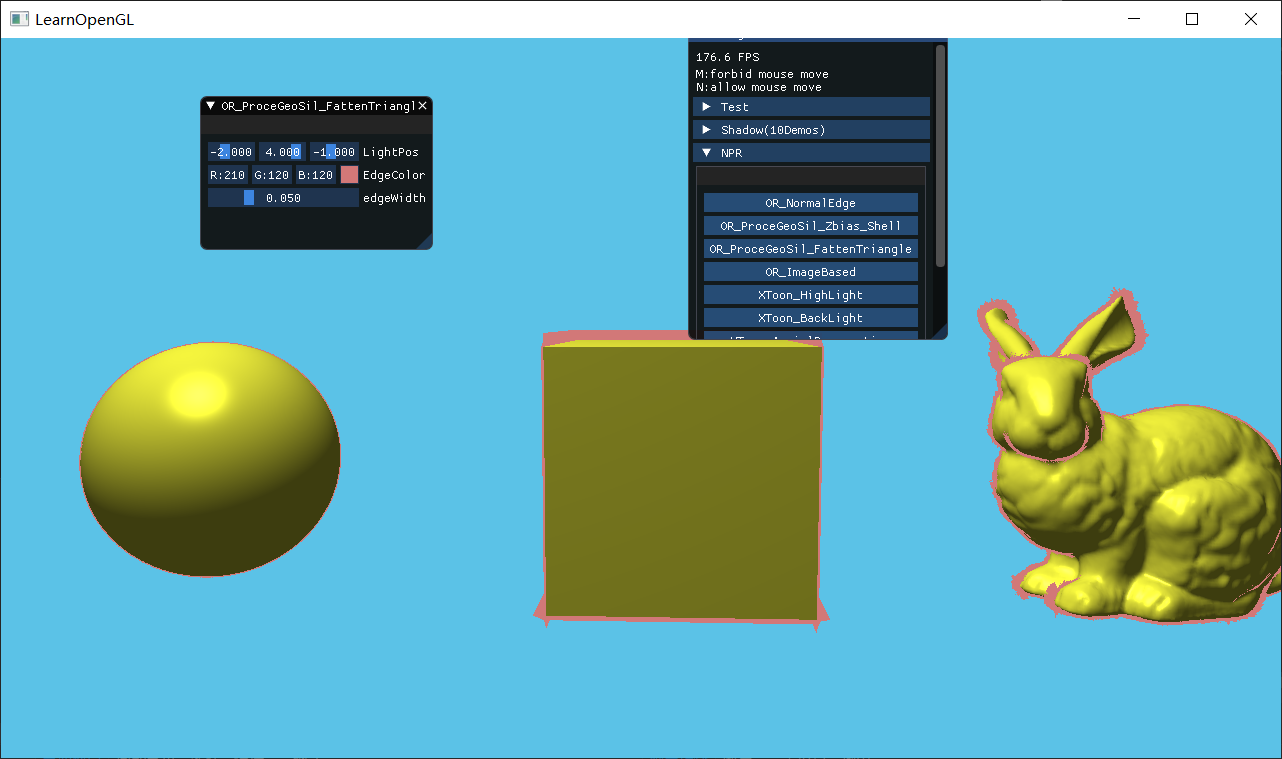 LearnOpenGL
176.6 FPS
M:forbid mouse move
N:allow mouse move
Test
Shadow(10Demos)
NPR
OR_NormalEdge
OR_ProceGeoSil_Zbias_Shell
OR_ProceGeoSil_FattenTriangle
OR_ImageBased
XToon_HighLight
XToon_BackLight
OR_ProceGeoSil_FattenTriangl
-2.000 4.000 -1.000 LightPos
R:210 G:120 B:120 EdgeColor
0.050 edgeWidth